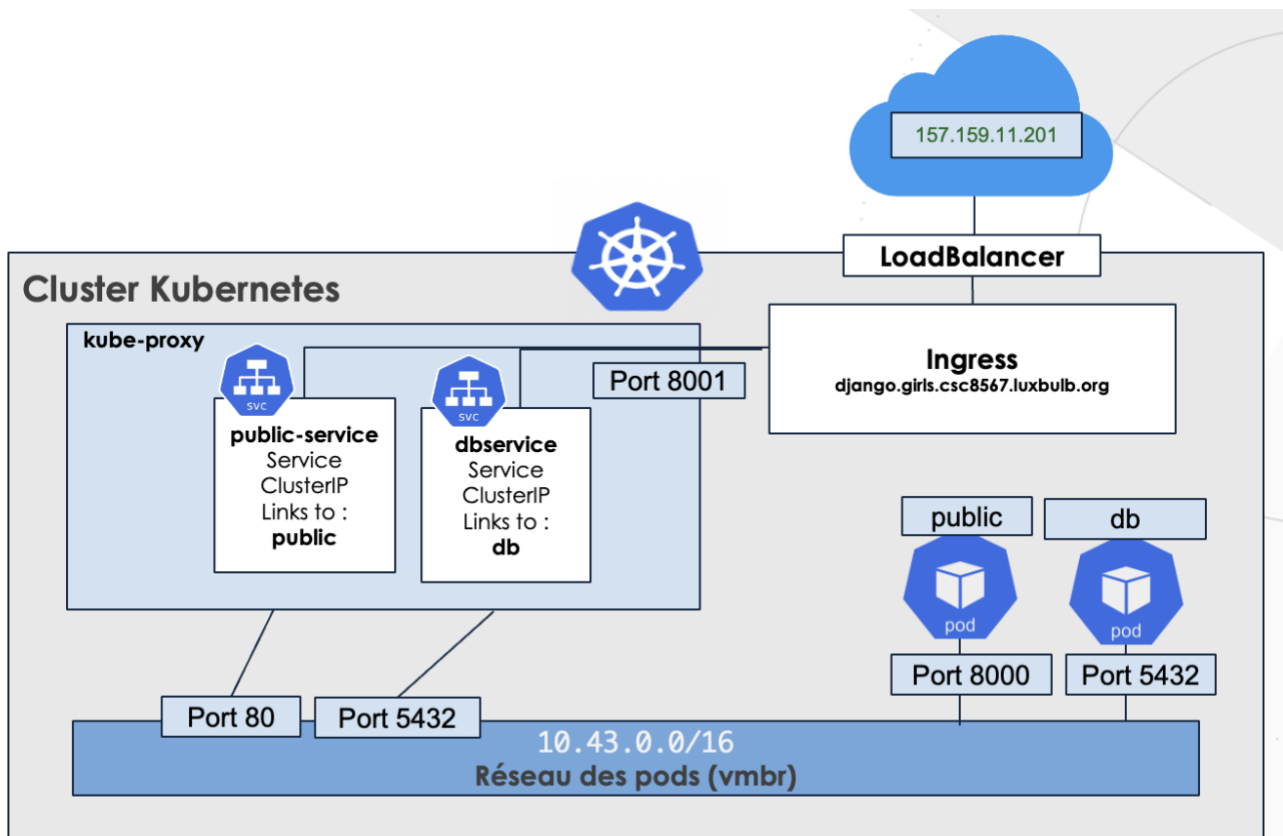 157.159.11.201
LoadBalancer
Cluster Kubernetes
kube-proxy
Ingress
django.girls.csc8567.luxbulb.org
Port 8001
svc
public-service
Service
ClusterIP
Links to :
public
svc
dbservice
Service
ClusterIP
Links to :
db
public
db
pod
pod
Port 8000
Port 5432
Port 80
Port 5432
10.43.0.0/16
Réseau des pods (vmbr)